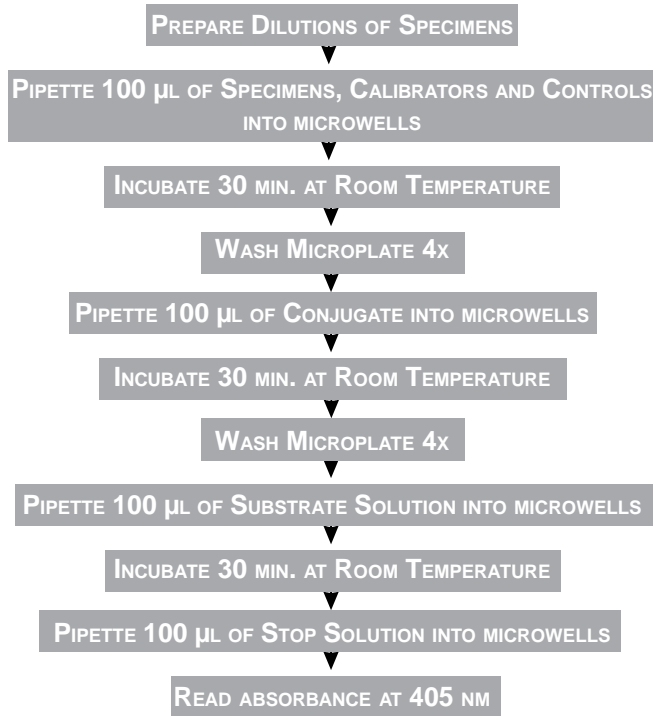 Prepare Dilutions of Specimens
Pipette 100 µl of Specimens, Calibrators and Controls
into microwells
Incubate 30 min. at Room Temperature
Wash Microplate 4x
Pipette 100 µl of Conjugate into microwells
Incubate 30 min. at Room Temperature
Wash Microplate 4x
Pipette 100 µl of Substrate Solution into microwells
Incubate 30 min. at Room Temperature
Pipette 100 µl of Stop Solution into microwells
Read absorbance at 405 nm